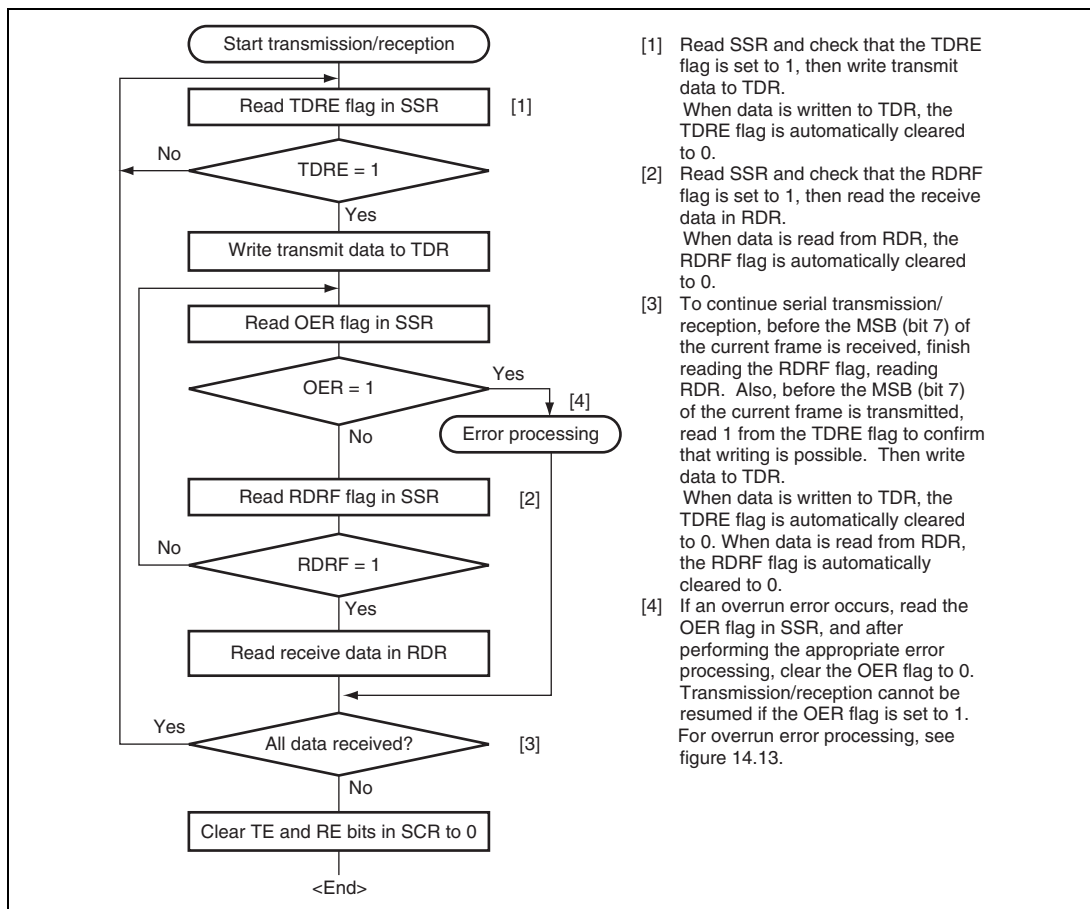 Start transmission/reception
Read TDRE flag in SSR
[1]
No
TDRE = 1
Yes
Write transmit data to TDR
Read OER flag in SSR
OER = 1
Yes
[4]
Error processing
No
Read RDRF flag in SSR
[2]
No
RDRF = 1
Yes
Read receive data in RDR
Yes
All data received?
[3]
No
Clear TE and RE bits in SCR to 0
<End>
[1] Read SSR and check that the TDRE
flag is set to 1, then write transmit
data to TDR.
When data is written to TDR, the
TDRE flag is automatically cleared
to 0.
[2] Read SSR and check that the RDRF
flag is set to 1, then read the receive
data in RDR.
When data is read from RDR, the
RDRF flag is automatically cleared
to 0.
[3] To continue serial transmission/
reception, before the MSB (bit 7) of
the current frame is received, finish
reading the RDRF flag, reading
RDR. Also, before the MSB (bit 7)
of the current frame is transmitted,
read 1 from the TDRE flag to confirm
that writing is possible. Then write
data to TDR.
When data is written to TDR, the
TDRE flag is automatically cleared
to 0. When data is read from RDR,
the RDRF flag is automatically
cleared to 0.
[4] If an overrun error occurs, read the
OER flag in SSR, and after
performing the appropriate error
processing, clear the OER flag to 0.
Transmission/reception cannot be
resumed if the OER flag is set to 1.
For overrun error processing, see
figure 14.13.